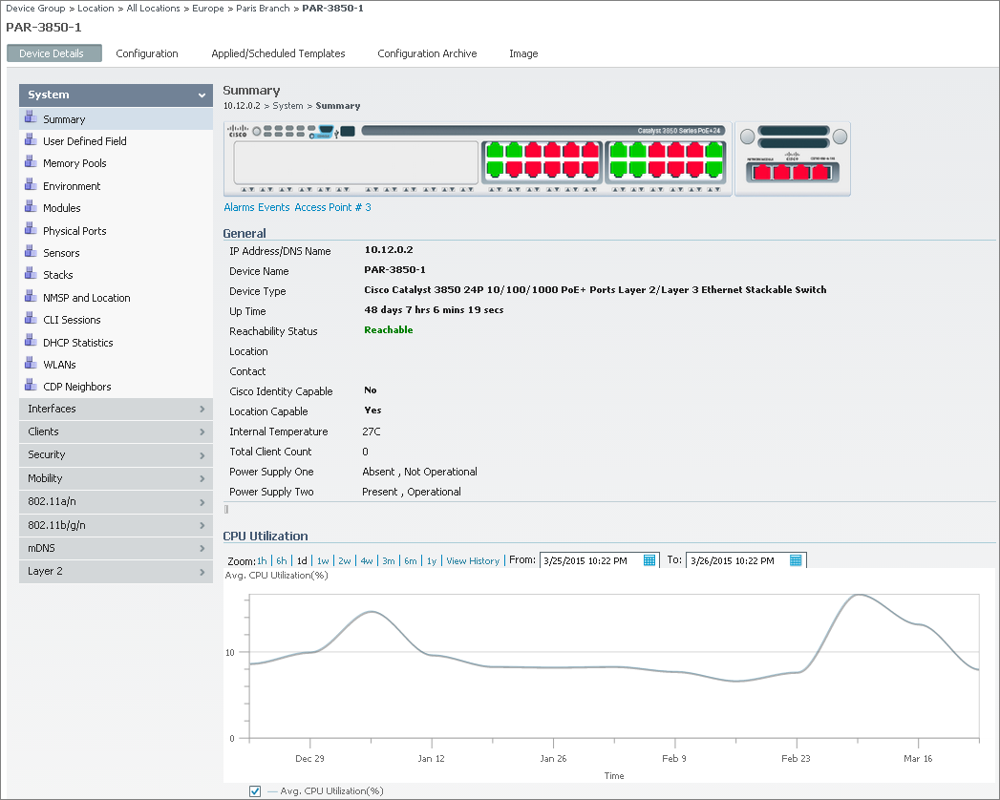 Device Group > Location > All Locations > Europe > Paris Branch > PAR-3850-1
PAR-3850-1
Device Details Configuration Applied/Scheduled Templates Configuration Archive Image
System
Summary
User Defined Field
Memory Pools
Environment
Modules
Physical Ports
Sensors
Stacks
NMSP and Location
CLI Sessions
DHCP Statistics
WLANs
CDP Neighbors
Interfaces
Clients
Security
Mobility
802.11a/n
802.11b/g/n
mDNS
Layer 2
Summary
10.12.0.2 > System > Summary
CISCO
Catalyst 3850 Series PoE+24
CISCO
Alarms Events Access Point # 3
General
IP Address/DNS Name 10.12.0.2
Device Name PAR-3850-1
Device Type Cisco Catalyst 3850 24P 10/100/1000 PoE+ Ports Layer 2/Layer 3 Ethernet Stackable Switch
Up Time 48 days 7 hrs 6 mins 19 secs
Reachability Status Reachable
Location
Contact
Cisco Identity Capable No
Location Capable Yes
Internal Temperature 27C
Total Client Count 0
Power Supply One Absent , Not Operational
Power Supply Two Present , Operational
CPU Utilization
Zoom: 1h | 6h | 1d | 1w | 2w | 4w | 3m | 6m | 1y | View History | From: 3/25/2015 10:22 PM To: 3/26/2015 10:22 PM
Avg. CPU Utilization(%)
10
0
Dec 29 Jan 12 Jan 26 Feb 9 Feb 23 Mar 16
Time
Avg. CPU Utilization(%)